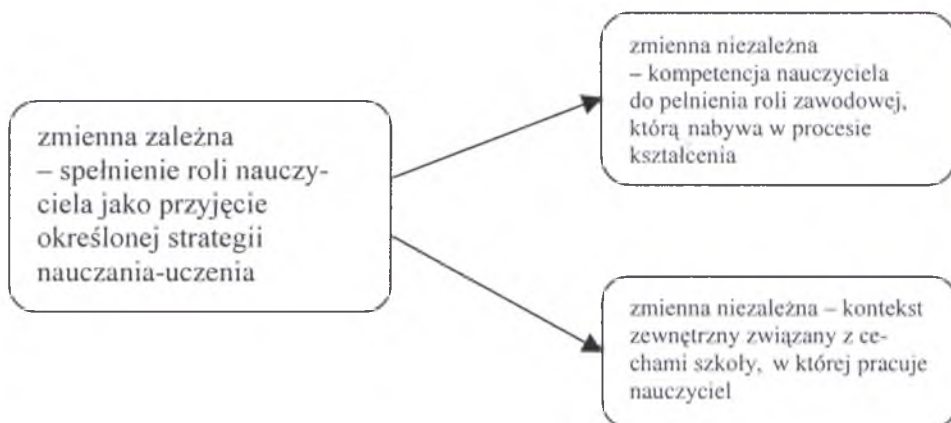 zmienna zależna
– spełnienie roli nauczy-
ciela jako przyjęcie
określonej strategii
nauczania-uczenia
zmienna niezależna
– kompetencja nauczyciela
do pełnienia roli zawodowej,
którą nabywa w procesie
kształcenia
zmienna niezależna – kontekst
zewnętrzny związany z ce-
chami szkoły, w której pracuje
nauczyciel